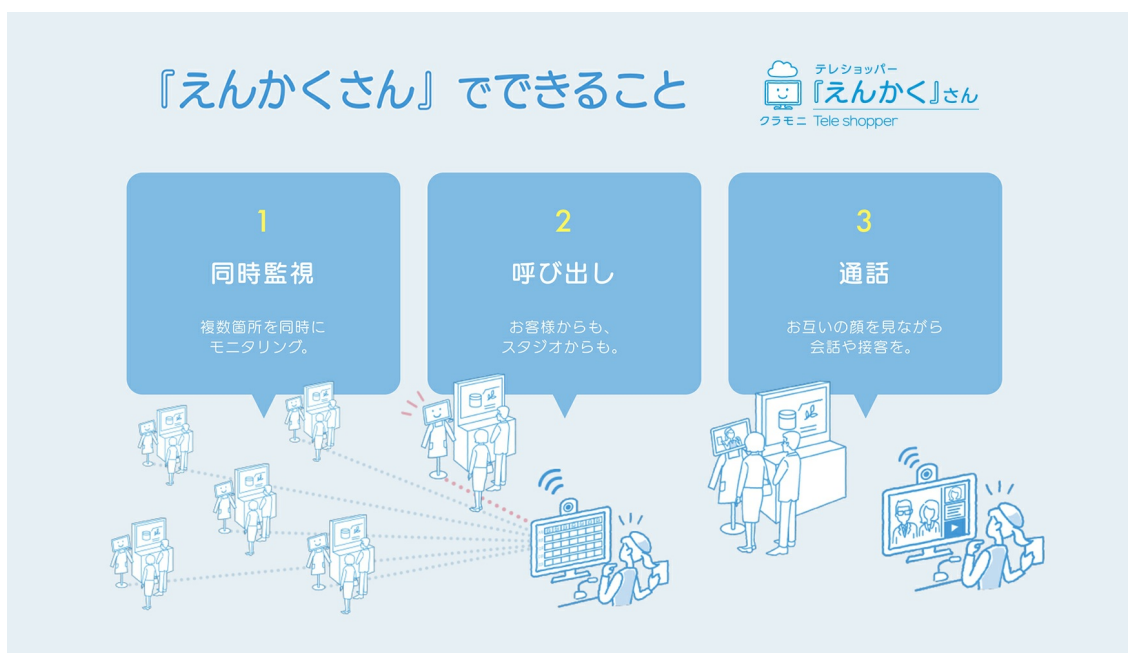 『えんかくさん』でできること
テレショッパー
『えんかく』さん
クラモニ Tele shopper
1
同時監視
複数箇所を同時に
モニタリング。
2
呼び出し
お客様からも、
スタジオからも。
3
通話
お互いの顔を見ながら
会話や接客を。